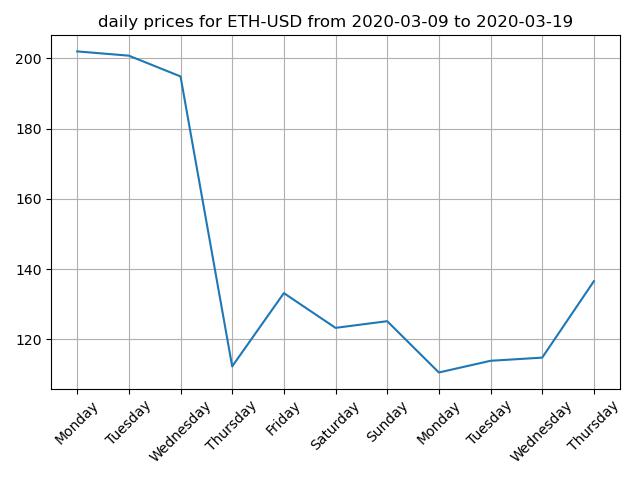 daily prices for ETH-USD from 2020-03-09 to 2020-03-19
200
180
160
140
120
Monday
Tuesday
Wednesday
Thursday
Friday
Saturday
Sunday
Monday
Tuesday
Wednesday
Thursday